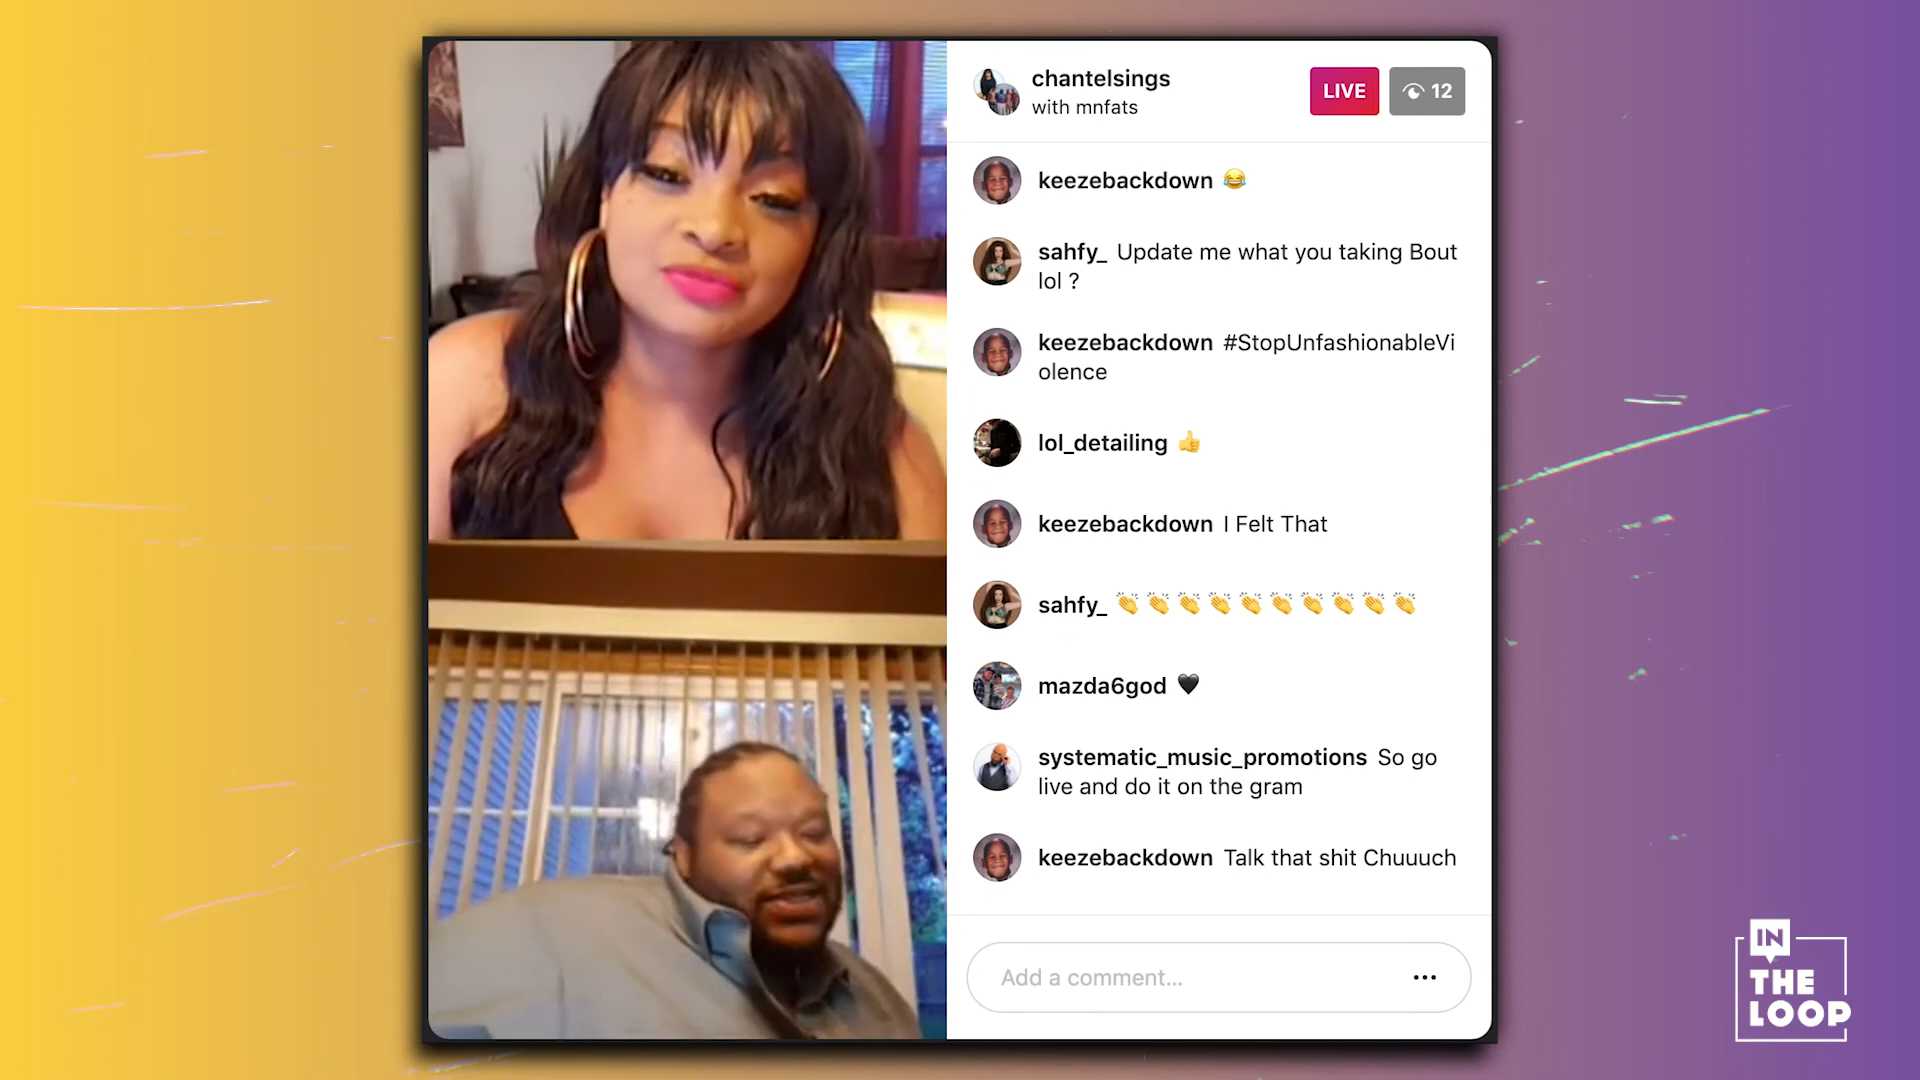 chantelsings
with mnfats
LIVE
12
keezebackdown 😂
sahfy_ Update me what you taking Bout
lol ?
keezebackdown #StopUnfashionableVi
olence
lol_detailing 👍
keezebackdown I Felt That
sahfy_ 👏👏👏👏👏👏👏👏👏👏
mazda6god 🖤
systematic_music_promotions So go
live and do it on the gram
keezebackdown Talk that shit Chuuuch
Add a comment...
IN
THE
LOOP